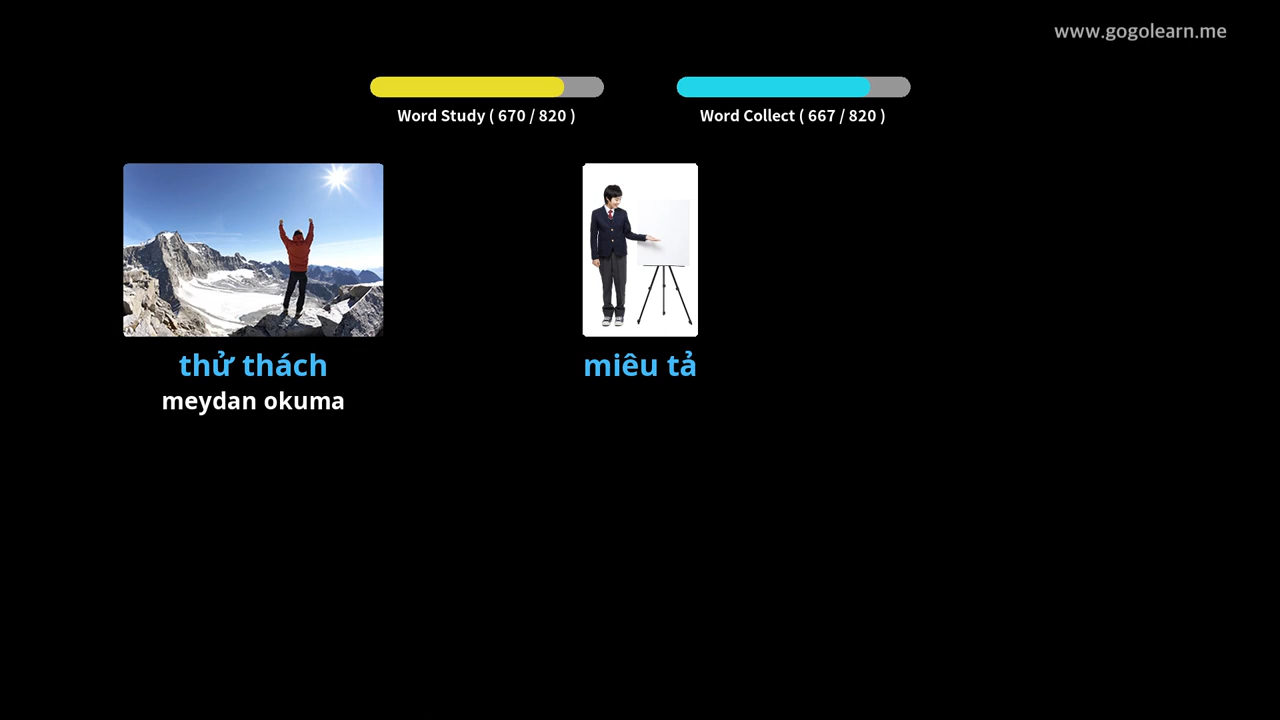 www.gogolearn.me
Word Study ( 670 / 820 )
Word Collect ( 667 / 820 )
thử thách
meydan okuma
miêu tả